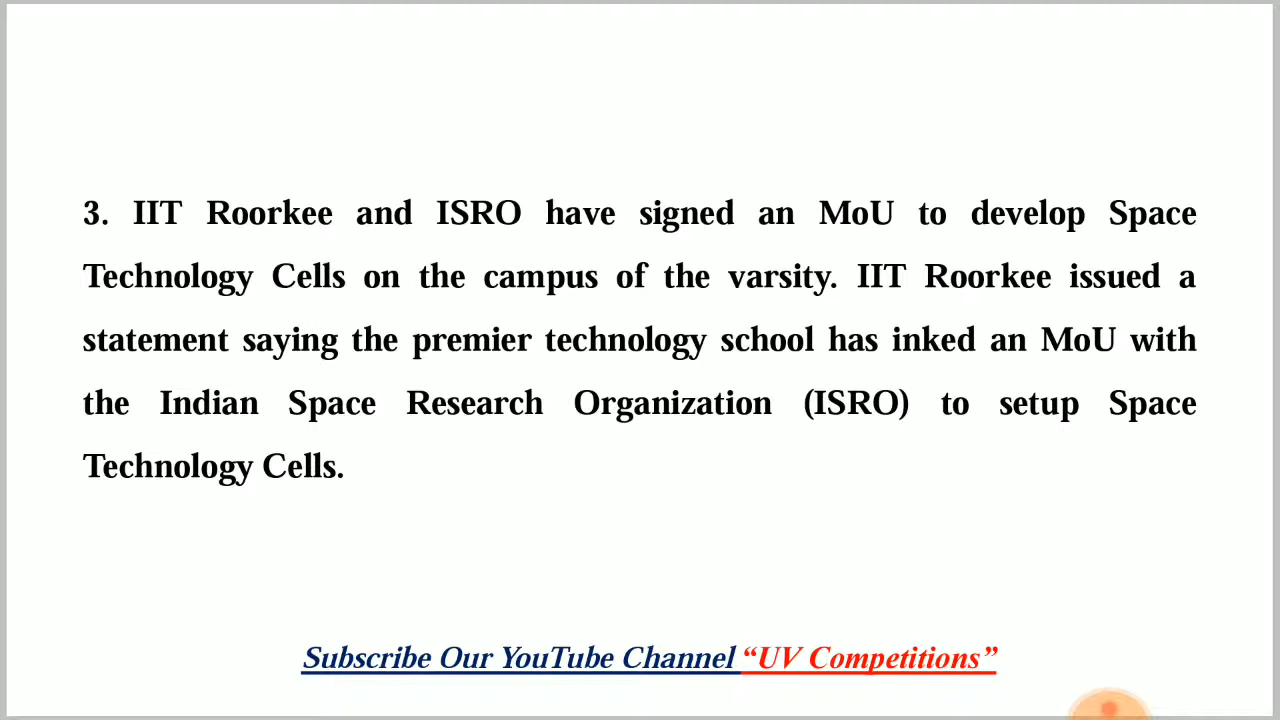 3. IIT Roorkee and ISRO have signed an MoU to develop Space
Technology Cells on the campus of the varsity. IIT Roorkee issued a
statement saying the premier technology school has inked an MoU with
the Indian Space Research Organization (ISRO) to setup Space
Technology Cells.
Subscribe Our YouTube Channel “UV Competitions”